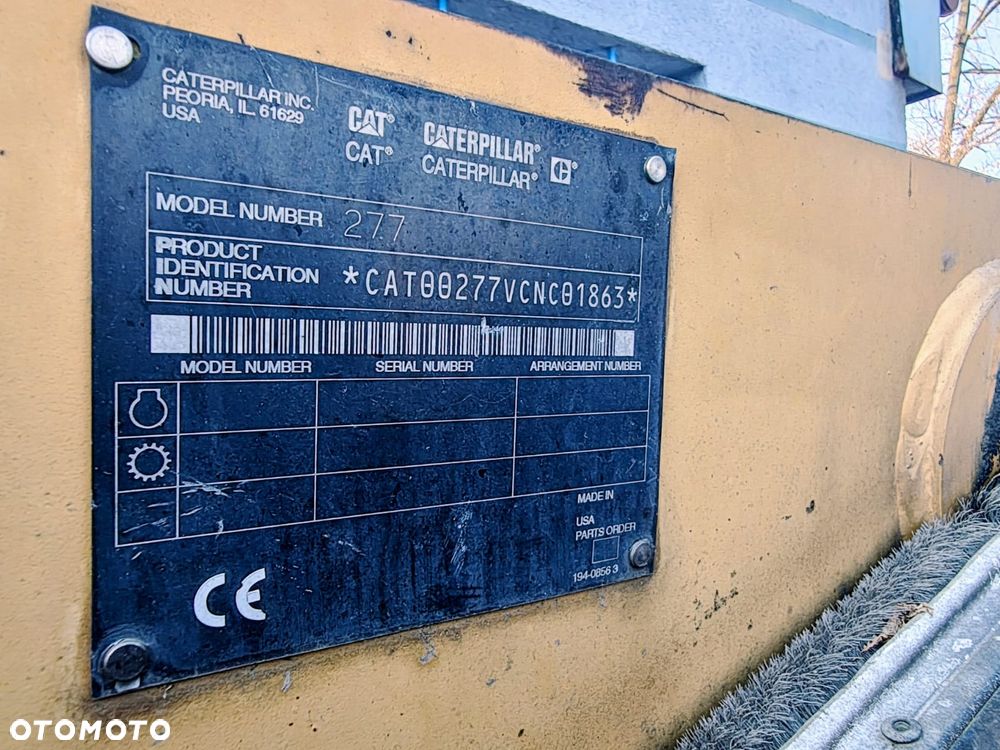 CATERPILLAR INC.
PEORIA, IL 61629
USA
CAT® CATERPILLAR® C®
CAT® CATERPILLAR®
MODEL NUMBER 277
PRODUCT
IDENTIFICATION
NUMBER *CAT00277VCNC01863*
MODEL NUMBER SERIAL NUMBER ARRANGEMENT NUMBER
MADE IN
USA
PARTS ORDER
194-0856 3
CE
OTOMOTO